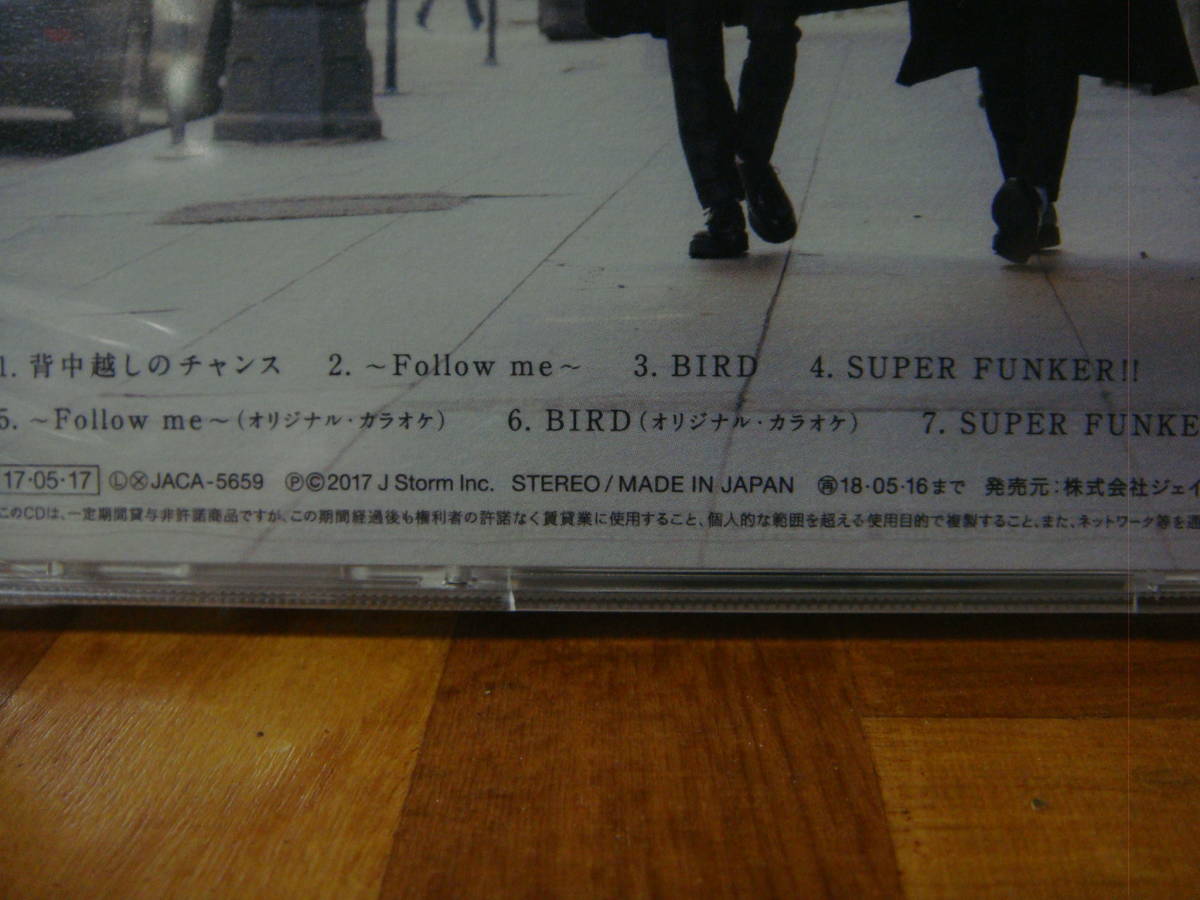 1. 背中越しのチャンス 2. ～Follow me～ 3. BIRD 4. SUPER FUNKER!!
5. ～Follow me～(オリジナル・カラオケ) 6. BIRD(オリジナル・カラオケ) 7. SUPER FUNKE
17・05・17 ⓁⓍJACA-5659 ℗©2017 J Storm Inc. STEREO/MADE IN JAPAN 再18・05・16まで 発売元:株式会社ジェイ
このCDは、一定期間貸与非許諾商品ですが、この期間経過後も権利者の許諾なく賃貸業に使用すること、個人的な範囲を超える使用目的で複製すること、また、ネットワーク等を通